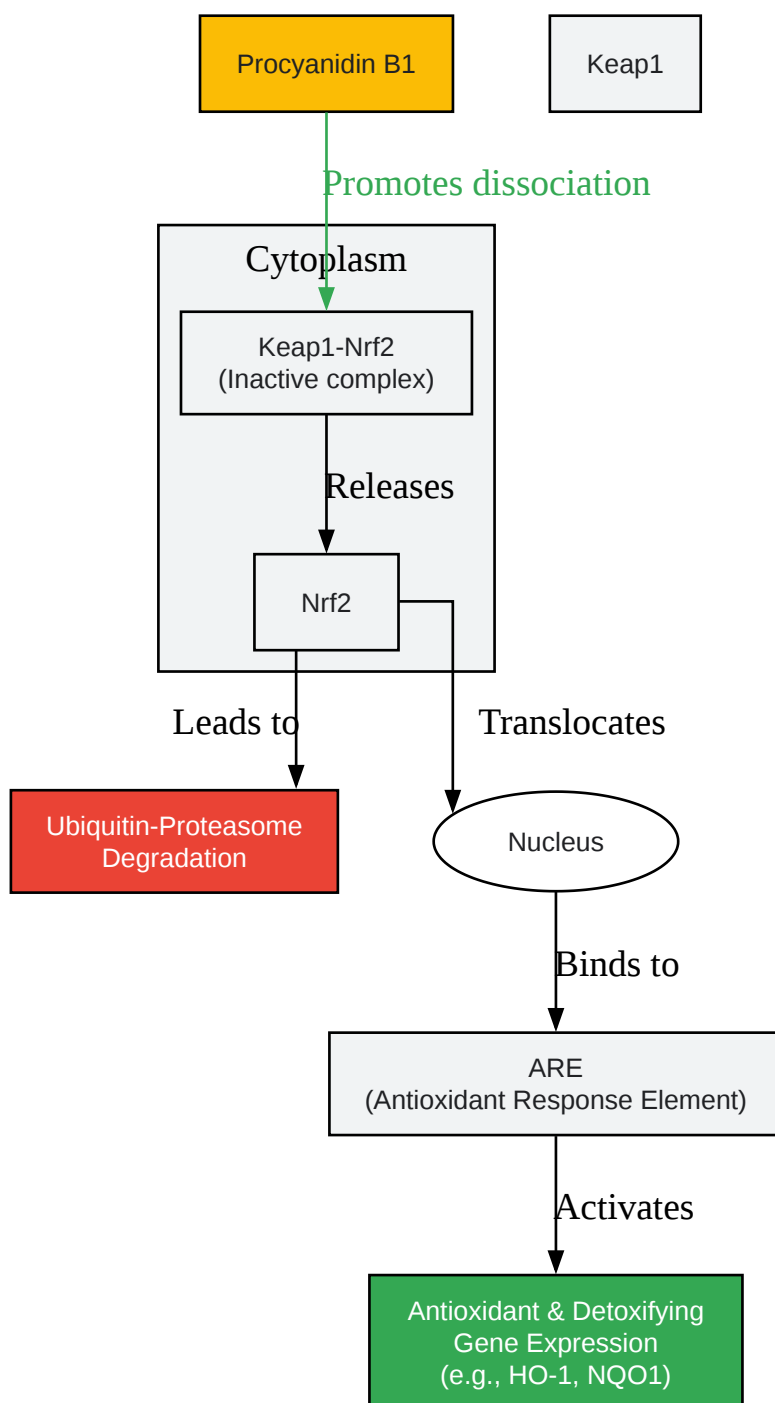 Procyanidin B1
Keap1
Promotes dissociation
Cytoplasm
Keap1-Nrf2
(Inactive complex)
Releases
Nrf2
Leads to
Translocates
Ubiquitin-Proteasome
Degradation
Nucleus
Binds to
ARE
(Antioxidant Response Element)
Activates
Antioxidant & Detoxifying
Gene Expression
(e.g., HO-1, NQO1)